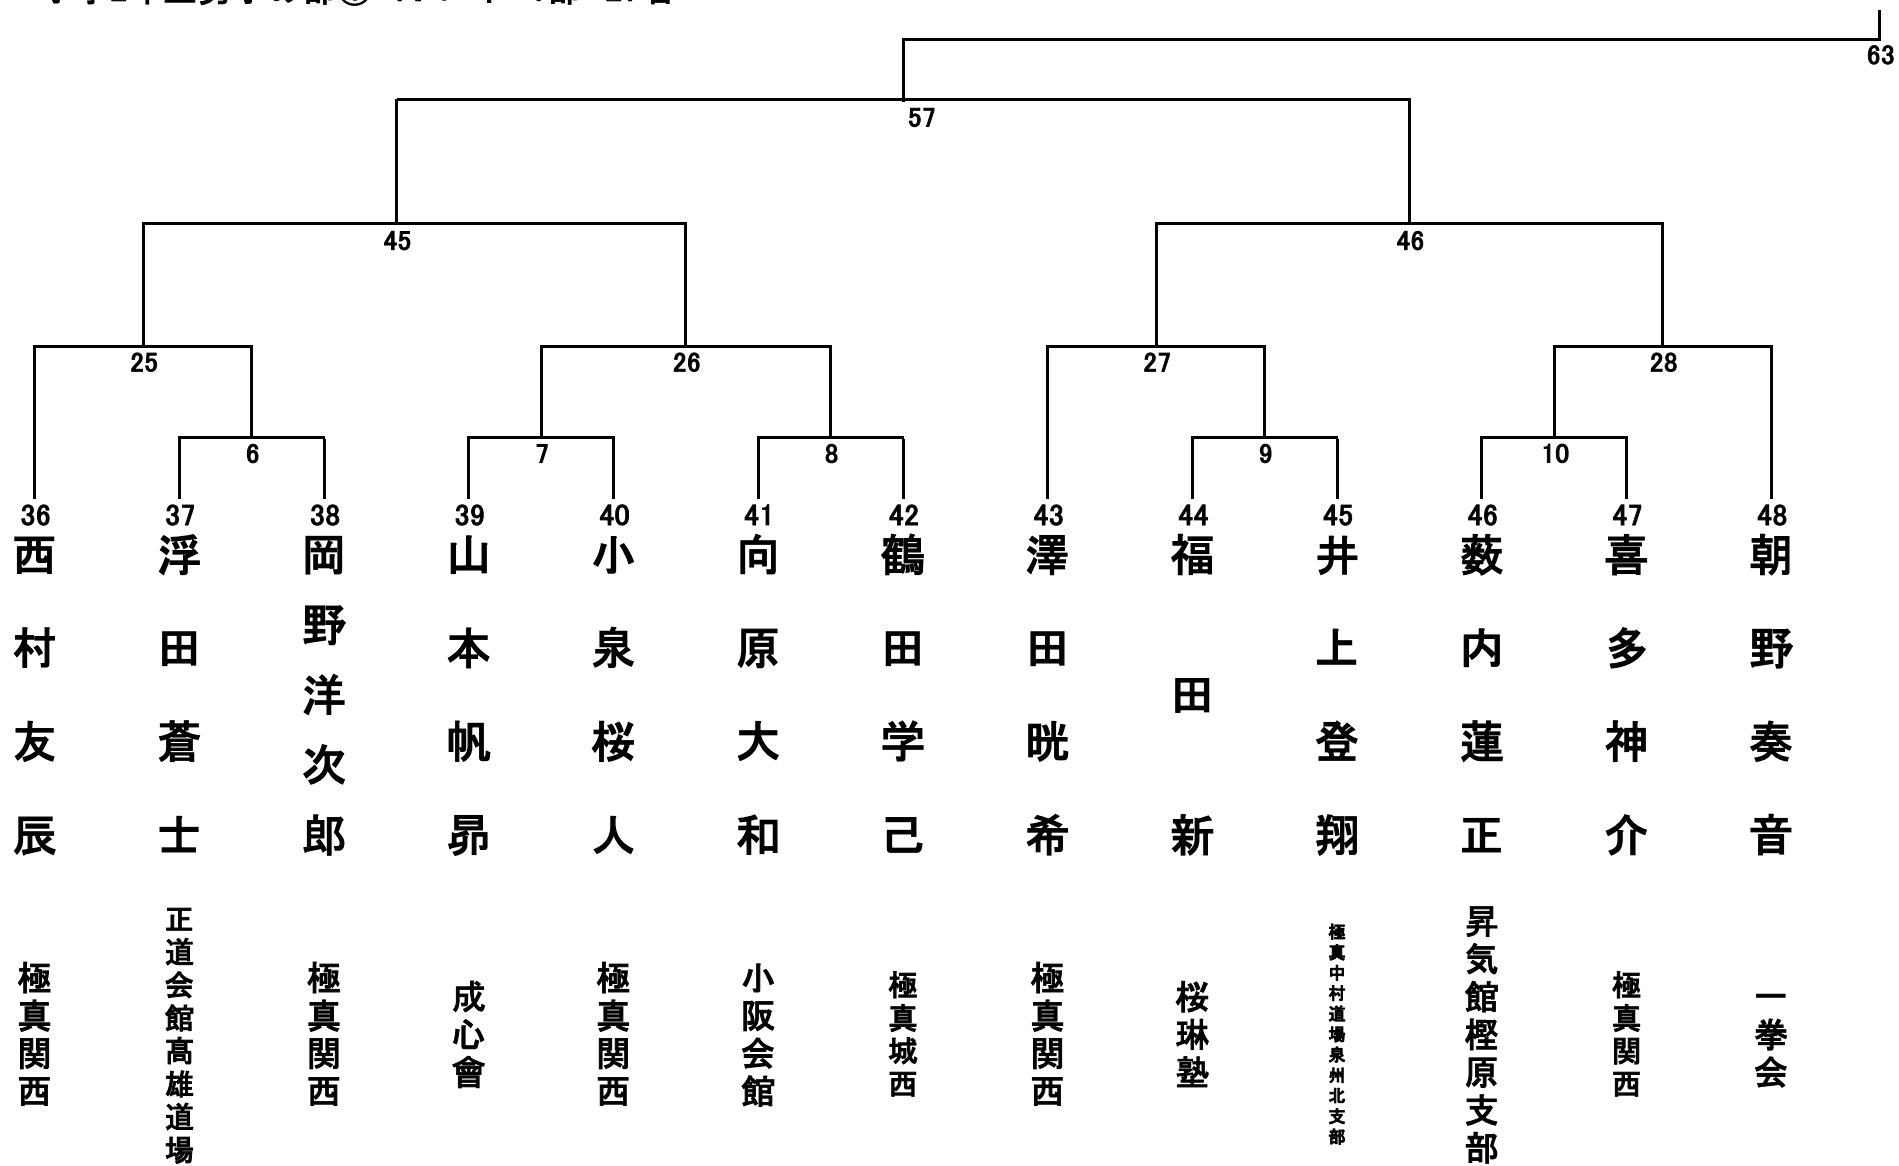 63
57
45 46
25 26 27 28
6 7 8 9 10
36 37 38 39 40 41 42 43 44 45 46 47 48
西村友辰
浮田蒼士
岡野洋次郎
山本帆昴
小泉桜人
向原大和
鶴田学己
澤田晄希
福田新
井上登翔
薮内蓮正
喜多神介
朝野奏音
極真関西
正道会館髙雄道場
極真関西
成心會
極真関西
小阪会館
極真城西
極真関西
桜琳塾
極真中村道場泉州北支部
昇気館樫原支部
極真関西
一拳会